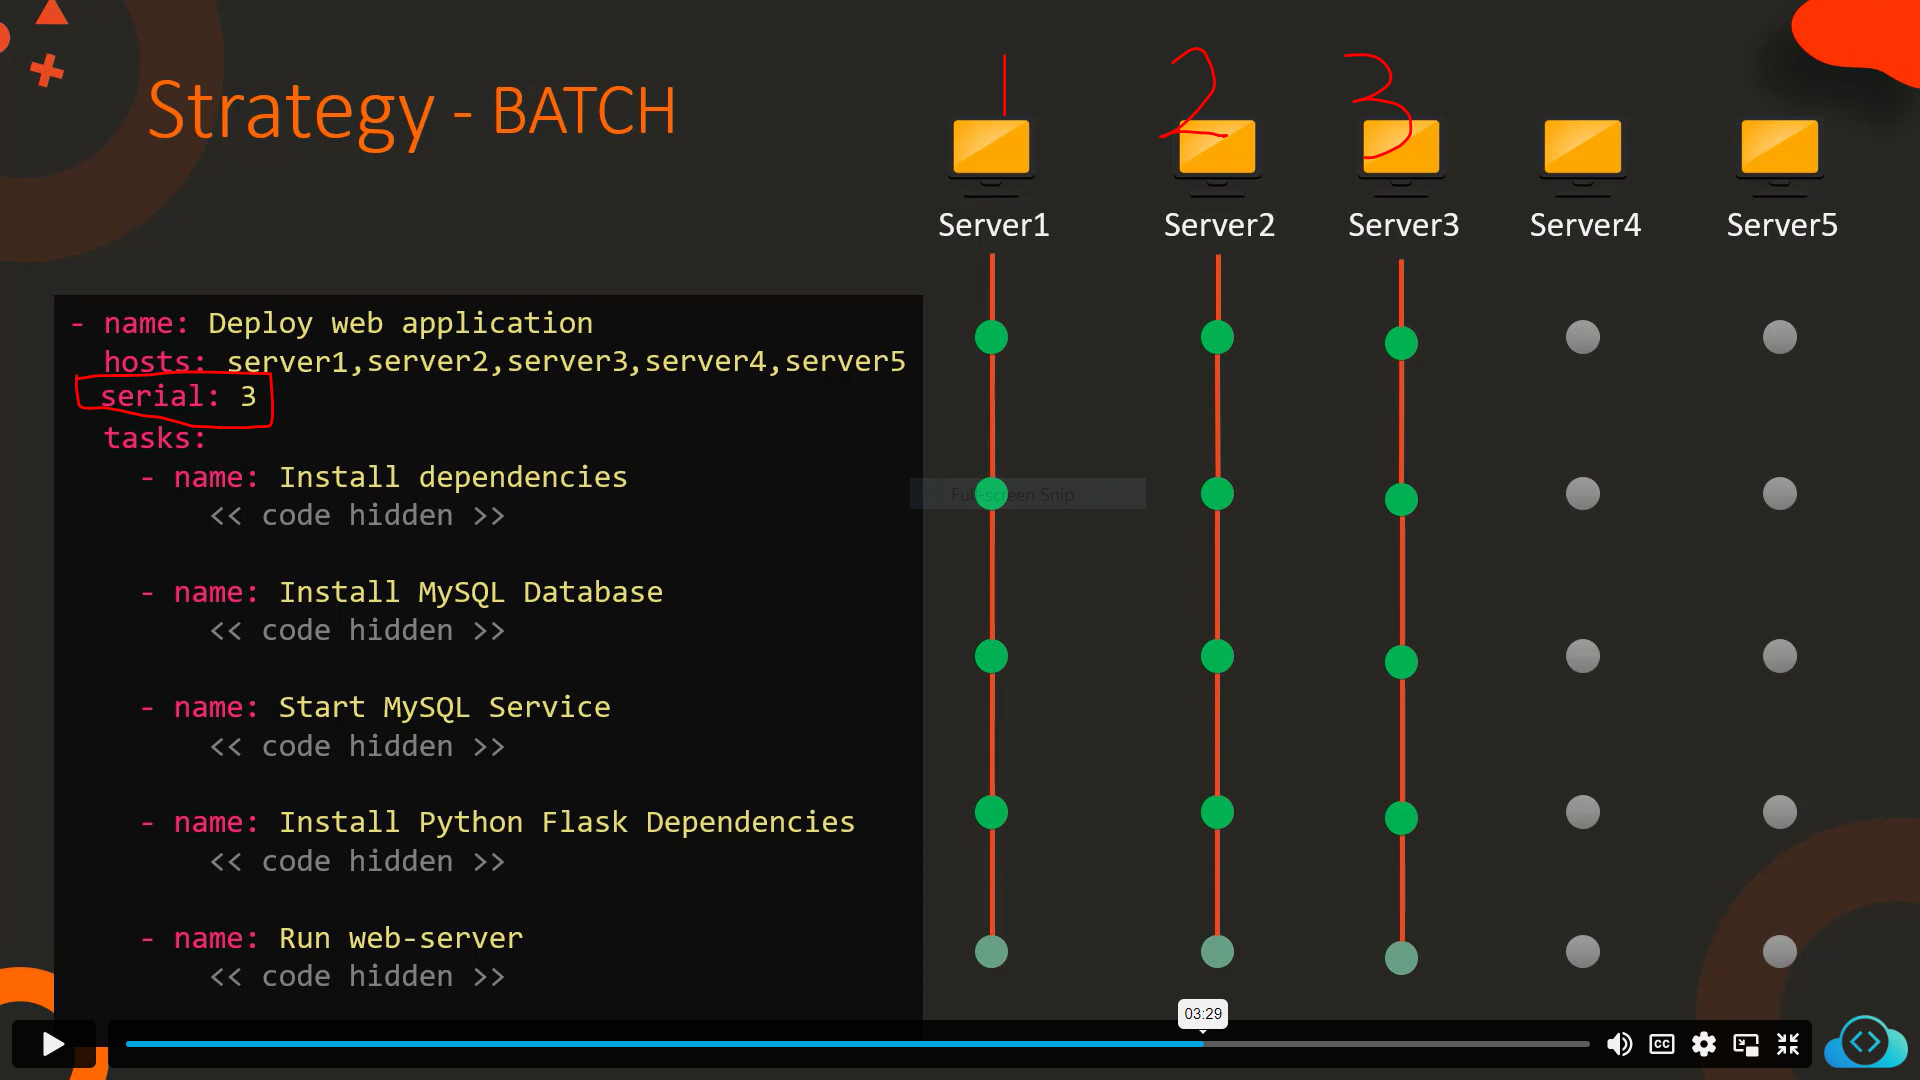 Strategy - BATCH
1 2 3
Server1 Server2 Server3 Server4 Server5
- name: Deploy web application
hosts: server1,server2,server3,server4,server5
serial: 3
tasks:
- name: Install dependencies
<< code hidden >>
Full-screen Snip
- name: Install MySQL Database
<< code hidden >>
- name: Start MySQL Service
<< code hidden >>
- name: Install Python Flask Dependencies
<< code hidden >>
- name: Run web-server
<< code hidden >>
03:29
CC